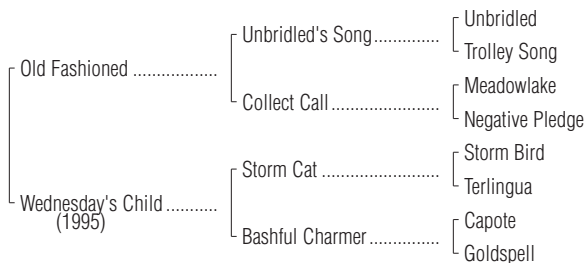 Unbridled
Unbridled's Song..............
Trolley Song
Old Fashioned ..................
Meadowlake
Collect Call .......................
Negative Pledge
Storm Bird
Storm Cat .........................
Terlingua
Wednesday's Child ...........
(1995)
Capote
Bashful Charmer ...............
Goldspell